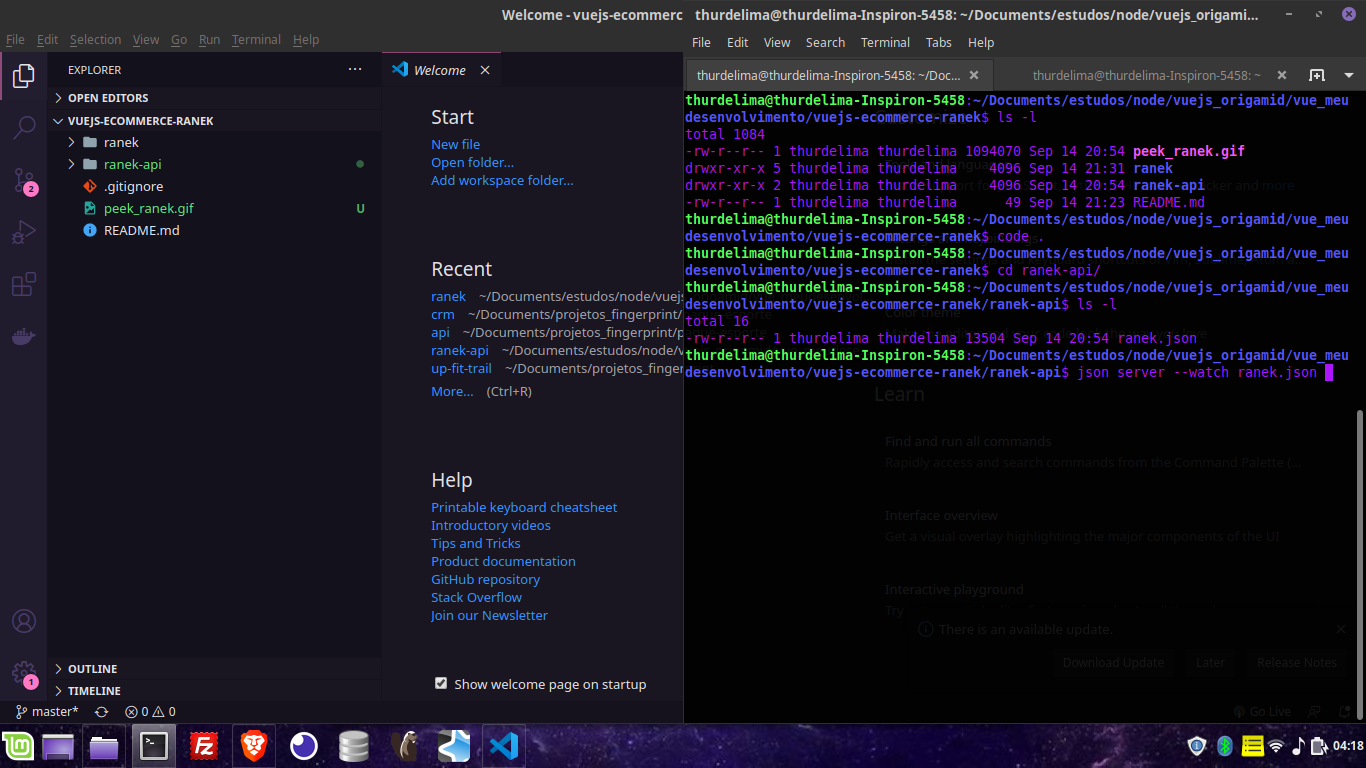 Welcome - vuejs-ecommerc
File Edit Selection View Go Run Terminal Help
EXPLORER
OPEN EDITORS
VUEJS-ECOMMERCE-RANEK
ranek
ranek-api
.gitignore
peek_ranek.gif U
README.md
OUTLINE
TIMELINE
2
1
master* 0 0
Welcome
Start
New file
Open folder...
Add workspace folder...
Recent
ranek ~/Documents/estudos/node/vuejs
crm ~/Documents/projetos_fingerprint/
api ~/Documents/projetos_fingerprint/p
ranek-api ~/Documents/estudos/node/v
up-fit-trail ~/Documents/projetos_finger
More... (Ctrl+R)
Help
Printable keyboard cheatsheet
Introductory videos
Tips and Tricks
Product documentation
GitHub repository
Stack Overflow
Join our Newsletter
Show welcome page on startup
thurdelima@thurdelima-Inspiron-5458: ~/Documents/estudos/node/vuejs_origami...
File Edit View Search Terminal Tabs Help
thurdelima@thurdelima-Inspiron-5458: ~/Doc...
thurdelima@thurdelima-Inspiron-5458: ~
thurdelima@thurdelima-Inspiron-5458:~/Documents/estudos/node/vuejs_origamid/vue_meu
desenvolvimento/vuejs-ecommerce-ranek$ ls -l
total 1084
-rw-r--r-- 1 thurdelima thurdelima 1094070 Sep 14 20:54 peek_ranek.gif
drwxr-xr-x 5 thurdelima thurdelima    4096 Sep 14 21:31 ranek
drwxr-xr-x 2 thurdelima thurdelima    4096 Sep 14 20:54 ranek-api
-rw-r--r-- 1 thurdelima thurdelima      49 Sep 14 21:23 README.md
thurdelima@thurdelima-Inspiron-5458:~/Documents/estudos/node/vuejs_origamid/vue_meu
desenvolvimento/vuejs-ecommerce-ranek$ code .
thurdelima@thurdelima-Inspiron-5458:~/Documents/estudos/node/vuejs_origamid/vue_meu
desenvolvimento/vuejs-ecommerce-ranek$ cd ranek-api/
thurdelima@thurdelima-Inspiron-5458:~/Documents/estudos/node/vuejs_origamid/vue_meu
desenvolvimento/vuejs-ecommerce-ranek/ranek-api$ ls -l
total 16
-rw-r--r-- 1 thurdelima thurdelima 13504 Sep 14 20:54 ranek.json
thurdelima@thurdelima-Inspiron-5458:~/Documents/estudos/node/vuejs_origamid/vue_meu
desenvolvimento/vuejs-ecommerce-ranek/ranek-api$ json server --watch ranek.json
Color theme
Learn
Find and run all commands
Rapidly access and search commands from the Command Palette (...
Interface overview
Get a visual overlay highlighting the major components of the UI
Interactive playground
Try
There is an available update.
Download Update Later Release Notes
Go Live
04:18